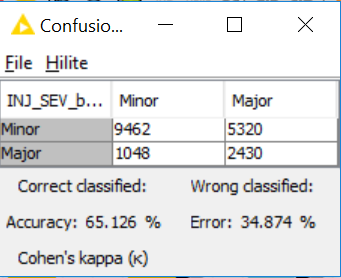 Confusio...
File Hilite
INJ_SEV_b... Minor Major
Minor 9462 5320
Major 1048 2430
Correct classified: Wrong classified:
Accuracy: 65.126 % Error: 34.874 %
Cohen's kappa (κ)